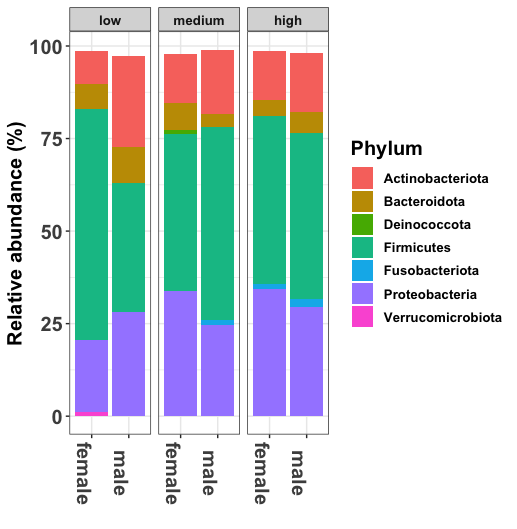 low medium high
Relative abundance (%)
100
75
50
25
0
female male female male female male
Phylum
Actinobacteriota
Bacteroidota
Deinococcota
Firmicutes
Fusobacteriota
Proteobacteria
Verrucomicrobiota